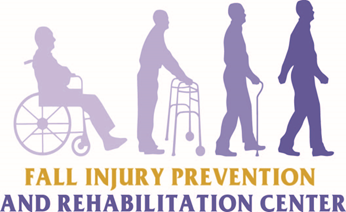 FALL INJURY PREVENTION
AND REHABILITATION CENTER